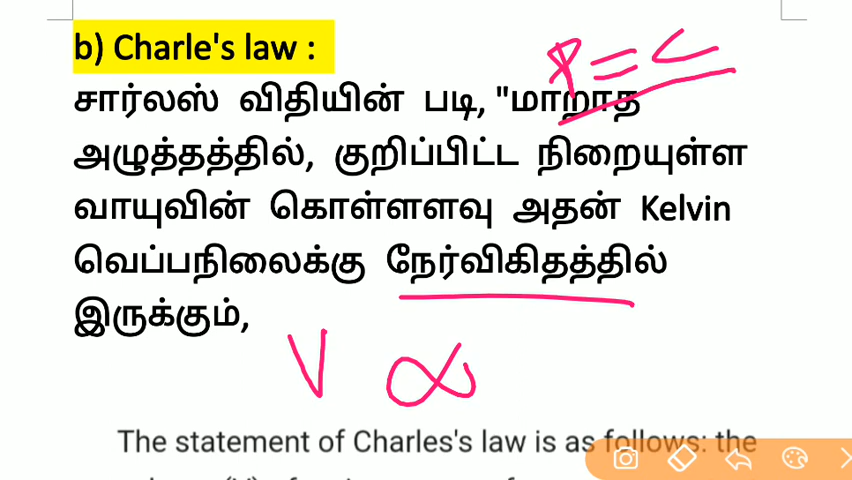 b) Charle's law :
P = C
சார்லஸ் விதியின் படி, "மாறாத
அழுத்தத்தில், குறிப்பிட்ட நிறையுள்ள
வாயுவின் கொள்ளளவு அதன் Kelvin
வெப்பநிலைக்கு நேர்விகிதத்தில்
இருக்கும்,
V ∝
The statement of Charles's law is as follows: the